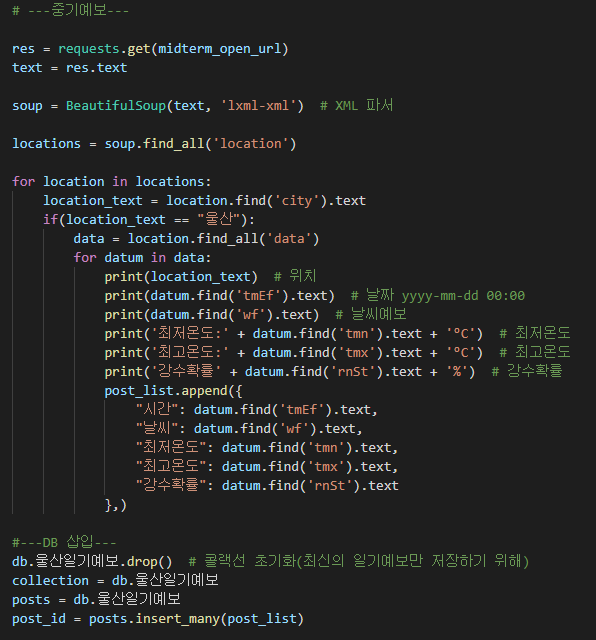 # ---중기예보---
res = requests.get(midterm_open_url)
text = res.text
soup = BeautifulSoup(text, 'lxml-xml')  # XML 파서
locations = soup.find_all('location')
for location in locations:
    location_text = location.find('city').text
    if(location_text == "울산"):
        data = location.find_all('data')
        for datum in data:
            print(location_text)  # 위치
            print(datum.find('tmEf').text)  # 날짜 yyyy-mm-dd 00:00
            print(datum.find('wf').text)  # 날씨예보
            print('최저온도:' + datum.find('tmn').text + 'ºC')  # 최저온도
            print('최고온도:' + datum.find('tmx').text + 'ºC')  # 최고온도
            print('강수확률' + datum.find('rnSt').text + '%')  # 강수확률
            post_list.append({
                "시간": datum.find('tmEf').text,
                "날씨": datum.find('wf').text,
                "최저온도": datum.find('tmn').text,
                "최고온도": datum.find('tmx').text,
                "강수확률": datum.find('rnSt').text
            },)
#---DB 삽입---
db.울산일기예보.drop()  # 콜랙션 초기화(최신의 일기예보만 저장하기 위해)
collection = db.울산일기예보
posts = db.울산일기예보
post_id = posts.insert_many(post_list)